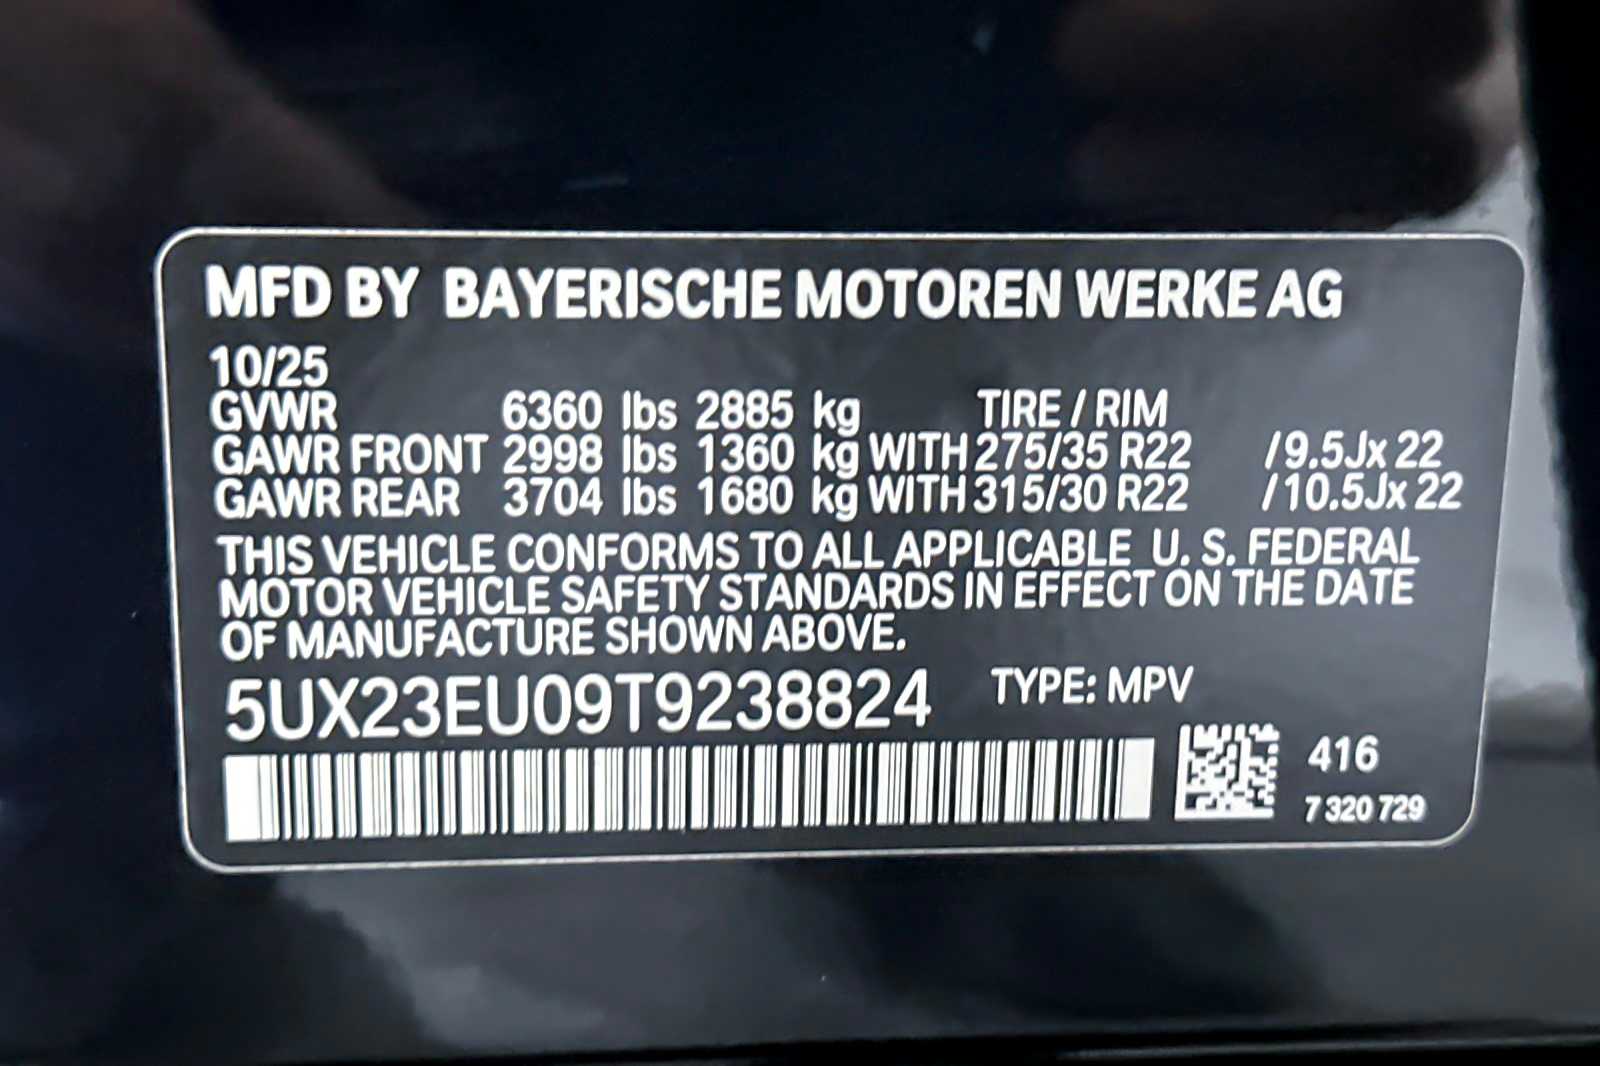 MFD BY BAYERISCHE MOTOREN WERKE AG
10/25
GVWR 6360 lbs 2885 kg TIRE / RIM
GAWR FRONT 2998 lbs 1360 kg WITH 275/35 R22 /9.5Jx 22
GAWR REAR 3704 lbs 1680 kg WITH 315/30 R22 /10.5Jx 22
THIS VEHICLE CONFORMS TO ALL APPLICABLE U. S. FEDERAL
MOTOR VEHICLE SAFETY STANDARDS IN EFFECT ON THE DATE
OF MANUFACTURE SHOWN ABOVE.
5UX23EU09T9238824 TYPE: MPV
416
7 320 729